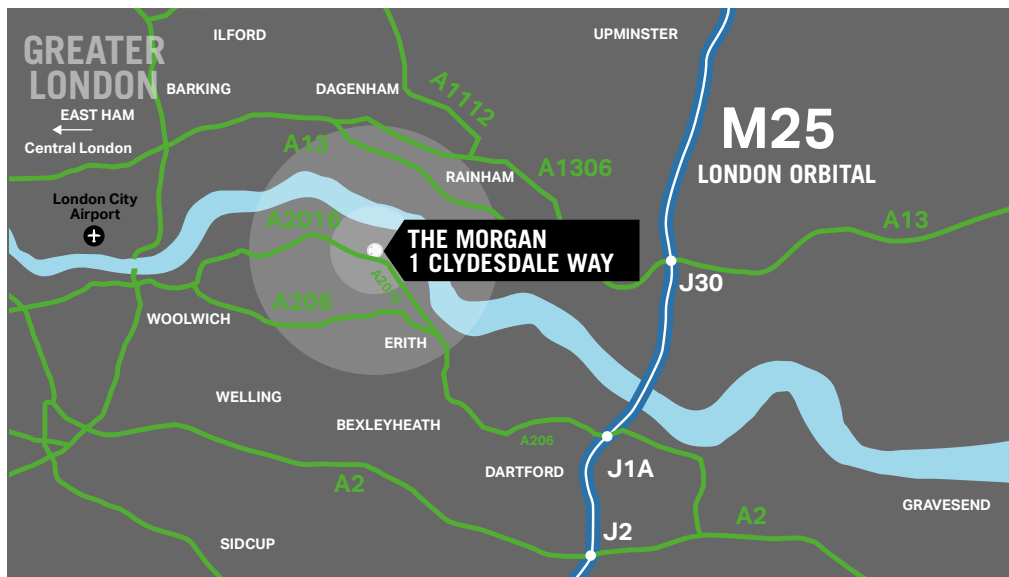 GREATER
LONDON
ILFORD
UPMINSTER
BARKING
DAGENHAM
A1112
EAST HAM
Central London
A13
RAINHAM
A1306
M25
LONDON ORBITAL
London City
Airport
A2016
THE MORGAN
1 CLYDESDALE WAY
A13
A2016
J30
A206
WOOLWICH
ERITH
WELLING
BEXLEYHEATH
A206
DARTFORD
J1A
A2
GRAVESEND
A2
J2
SIDCUP